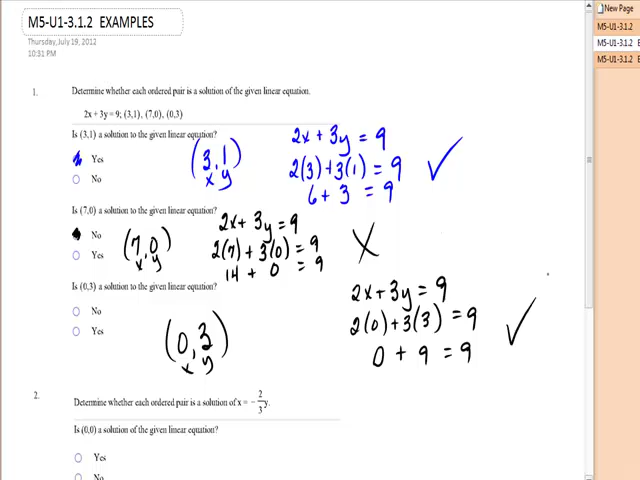 New Page
M5-U1-3.1.2 EXAMPLES
M5-U1-3.1.2
M5-U1-3.1.2 E
M5-U1-3.1.2 E
Thursday, July 19, 2012
10:31 PM
1. Determine whether each ordered pair is a solution of the given linear equation.
2x + 3y = 9; (3,1), (7,0), (0,3)
Is (3,1) a solution to the given linear equation?
Yes
No
(3,1)
x y
2x + 3y = 9
2(3) + 3(1) = 9
6 + 3 = 9
Is (7,0) a solution to the given linear equation?
No
Yes
(7,0)
x y
2x + 3y = 9
2(7) + 3(0) = 9
14 + 0 = 9
X
Is (0,3) a solution to the given linear equation?
No
Yes
(0,3)
x y
2x + 3y = 9
2(0) + 3(3) = 9
0 + 9 = 9
2. Determine whether each ordered pair is a solution of x = -2/3y.
Is (0,0) a solution of the given linear equation?
Yes
No